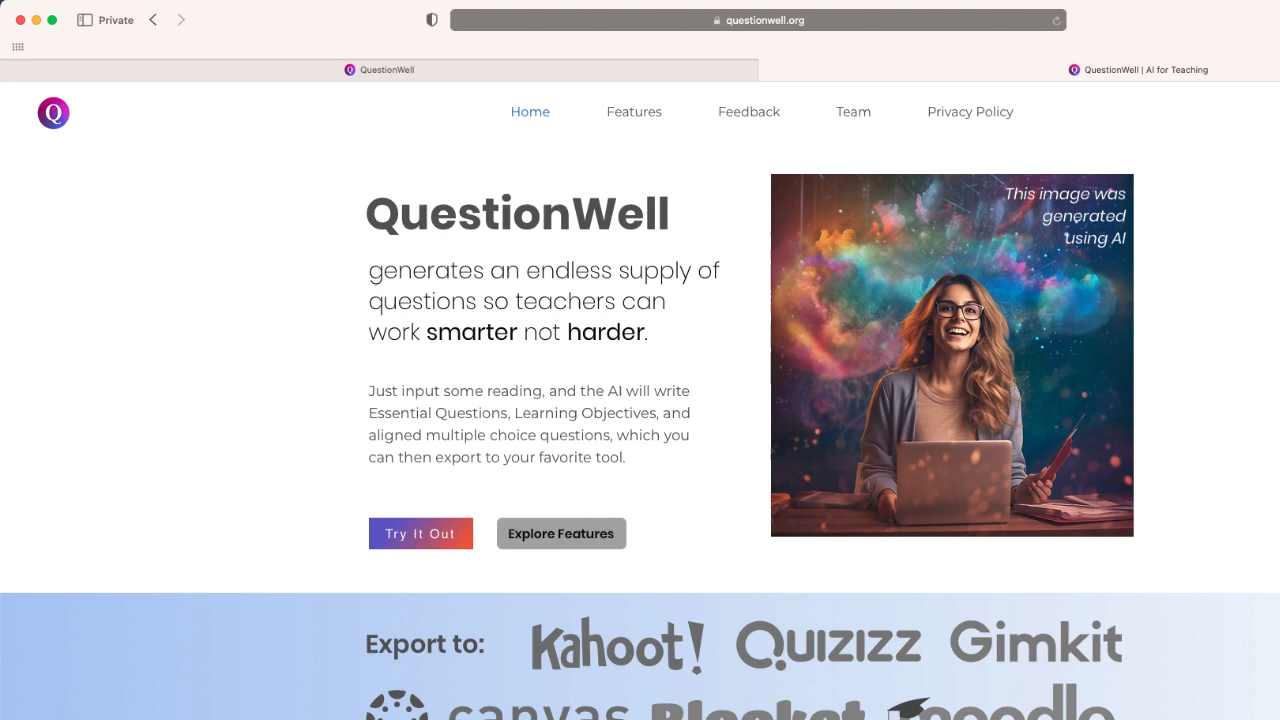 Private
questionwell.org
QuestionWell
QuestionWell | AI for Teaching
Q
Home
Features
Feedback
Team
Privacy Policy
QuestionWell
generates an endless supply of
questions so teachers can
work smarter not harder.
Just input some reading, and the AI will write
Essential Questions, Learning Objectives, and
aligned multiple choice questions, which you
can then export to your favorite tool.
Try It Out
Explore Features
This image was
generated
using AI
Export to:
Kahoot!
Quizizz
Gimkit
canvas
Blooket
moodle